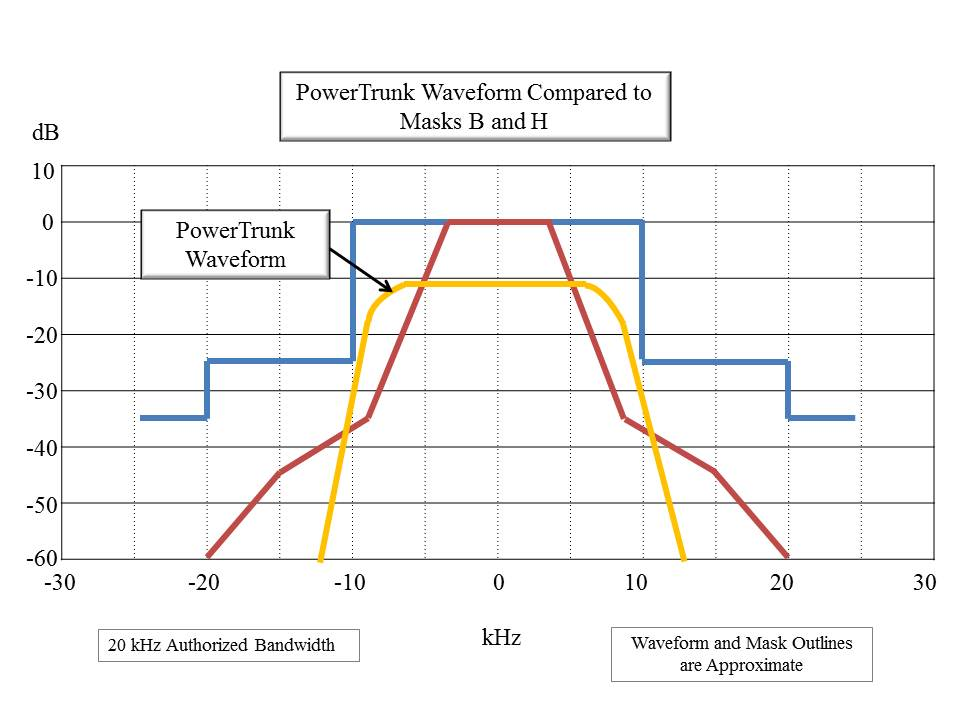 PowerTrunk Waveform Compared to
Masks B and H
dB
10
0
-10
-20
-30
-40
-50
-60
PowerTrunk
Waveform
-30 -20 -10 0 10 20 30
kHz
20 kHz Authorized Bandwidth
Waveform and Mask Outlines
are Approximate